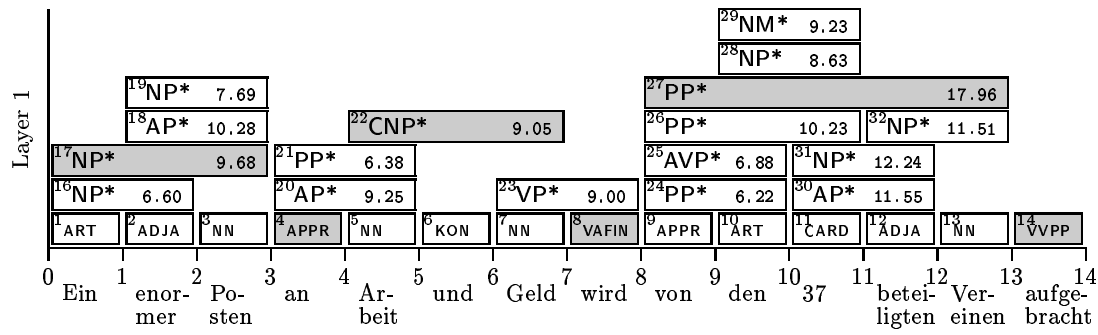 29NM* 9.23
28NP* 8.63
19NP* 7.69 27PP* 17.96
18AP* 10.28 22CNP* 9.05 26PP* 10.23 32NP* 11.51
17NP* 9.68 21PP* 6.38 25AVP* 6.88 31NP* 12.24
16NP* 6.60 20AP* 9.25 23VP* 9.00 24PP* 6.22 30AP* 11.55
1ART 2ADJA 3NN 4APPR 5NN 6KON 7NN 8VAFIN 9APPR 10ART 11CARD 12ADJA 13NN 14VVPP
Layer 1
0 1 2 3 4 5 6 7 8 9 10 11 12 13 14
Ein enor- Po- an Ar- und Geld wird von den 37 betei- Ver- aufge-
mer sten beit ligten einen bracht